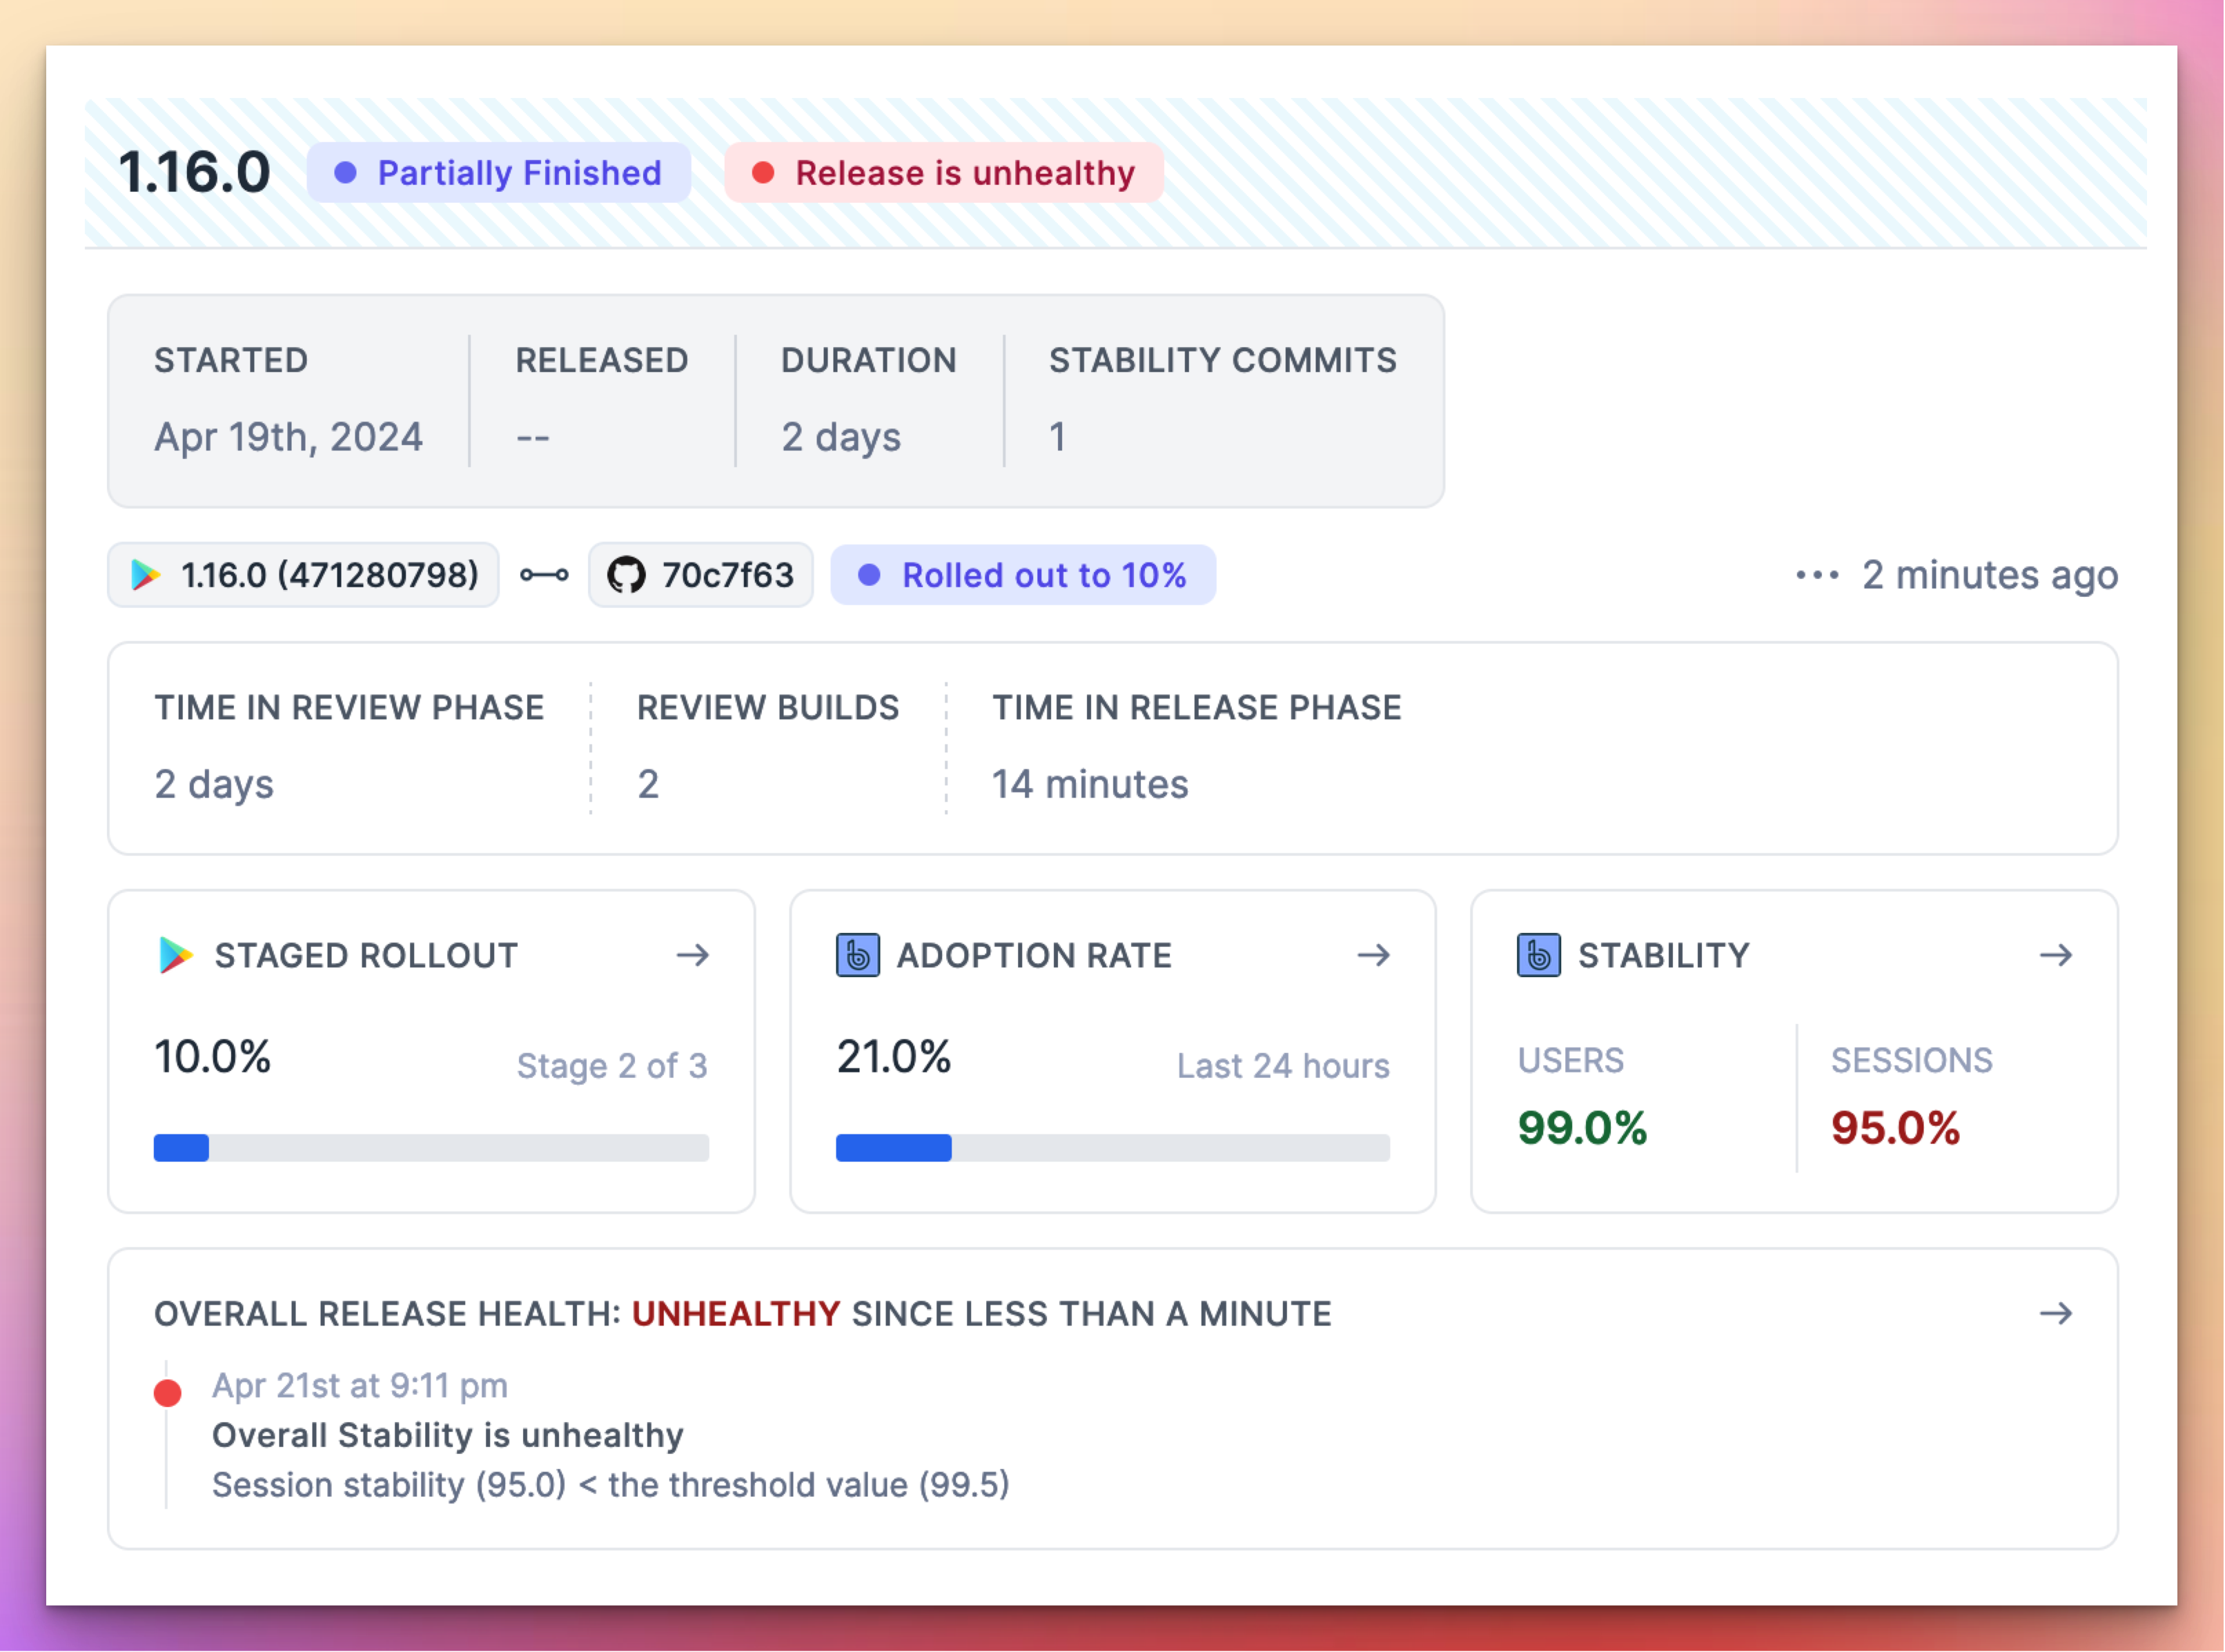 1.16.0 Partially Finished Release is unhealthy
STARTED RELEASED DURATION STABILITY COMMITS
Apr 19th, 2024 -- 2 days 1
1.16.0 (471280798) 70c7f63 Rolled out to 10% ••• 2 minutes ago
TIME IN REVIEW PHASE REVIEW BUILDS TIME IN RELEASE PHASE
2 days 2 14 minutes
STAGED ROLLOUT →
10.0% Stage 2 of 3
ADOPTION RATE →
21.0% Last 24 hours
STABILITY →
USERS SESSIONS
99.0% 95.0%
OVERALL RELEASE HEALTH: UNHEALTHY SINCE LESS THAN A MINUTE →
Apr 21st at 9:11 pm
Overall Stability is unhealthy
Session stability (95.0) < the threshold value (99.5)